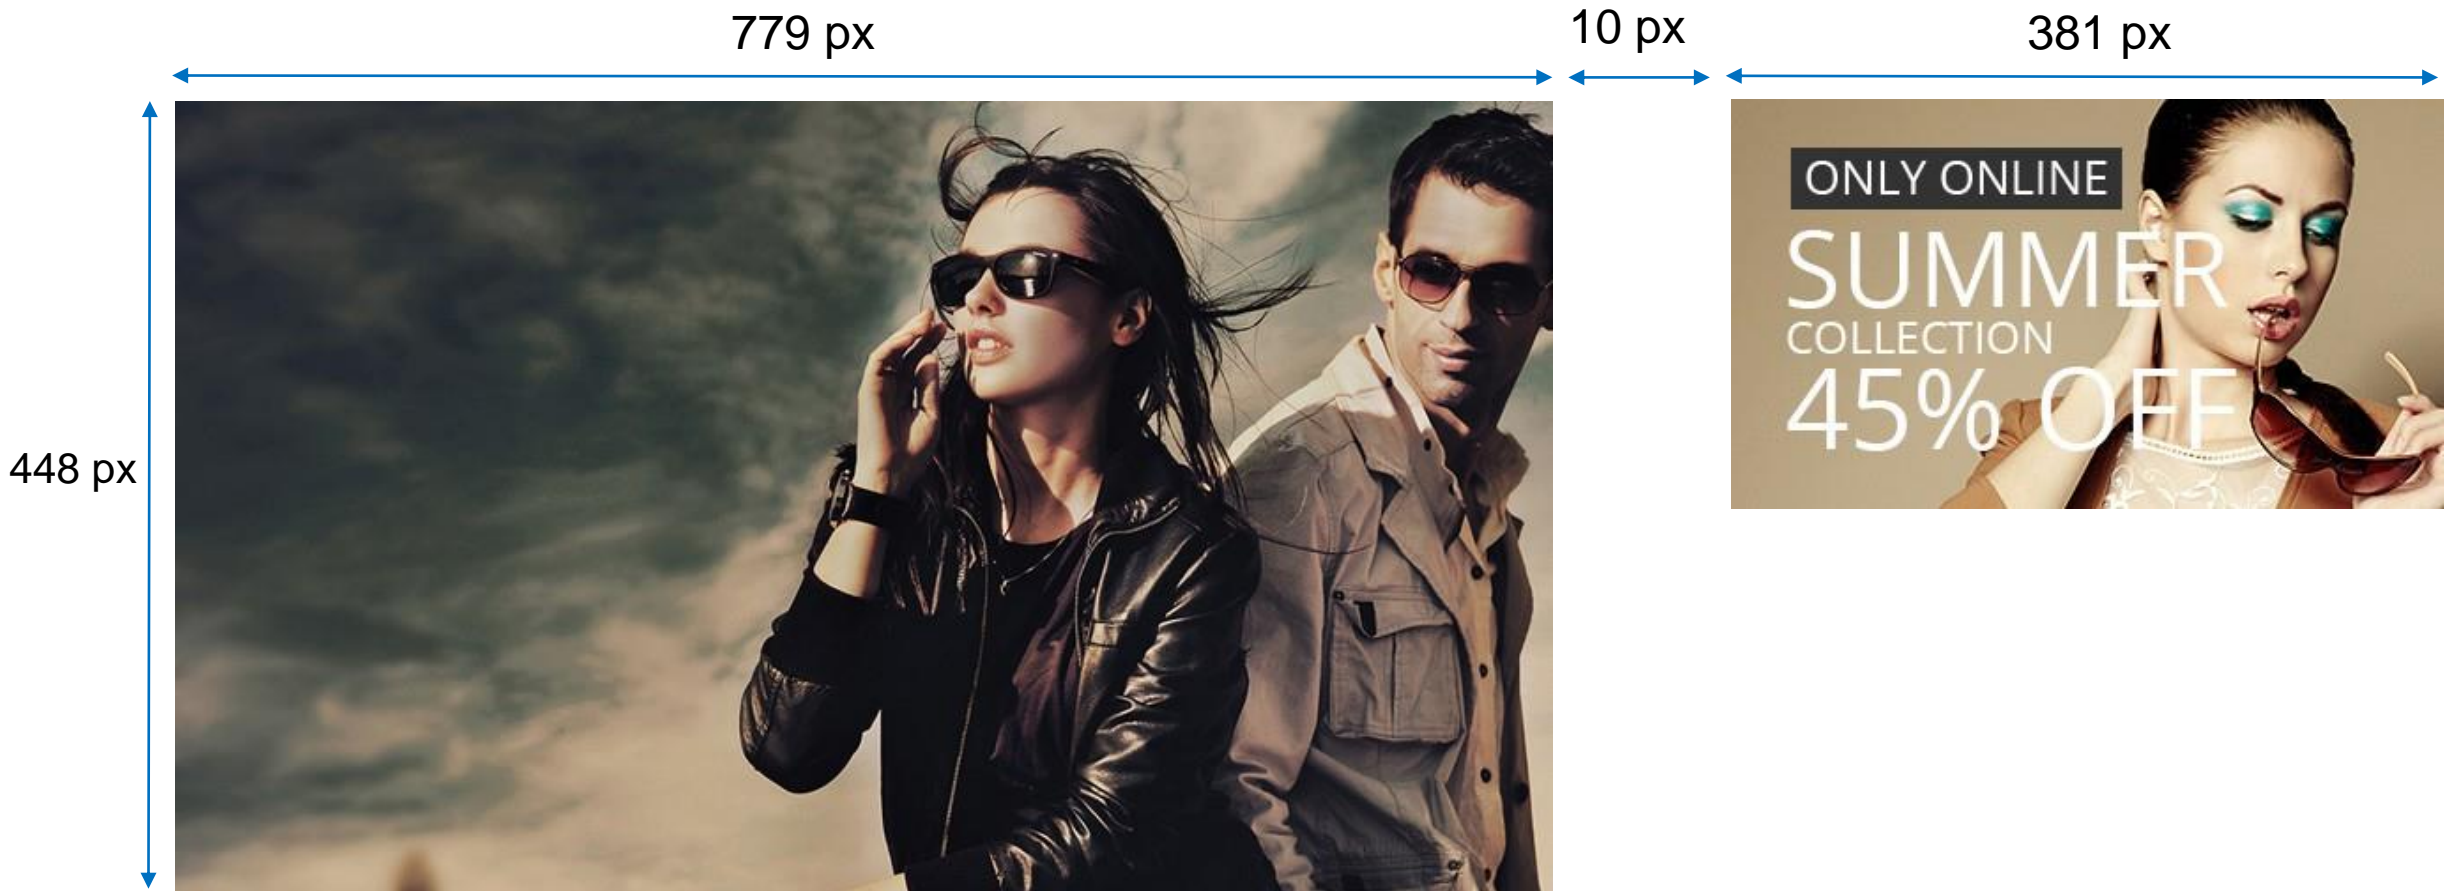 779 px
10 px
381 px
448 px
ONLY ONLINE
SUMMER
COLLECTION
45% OFF